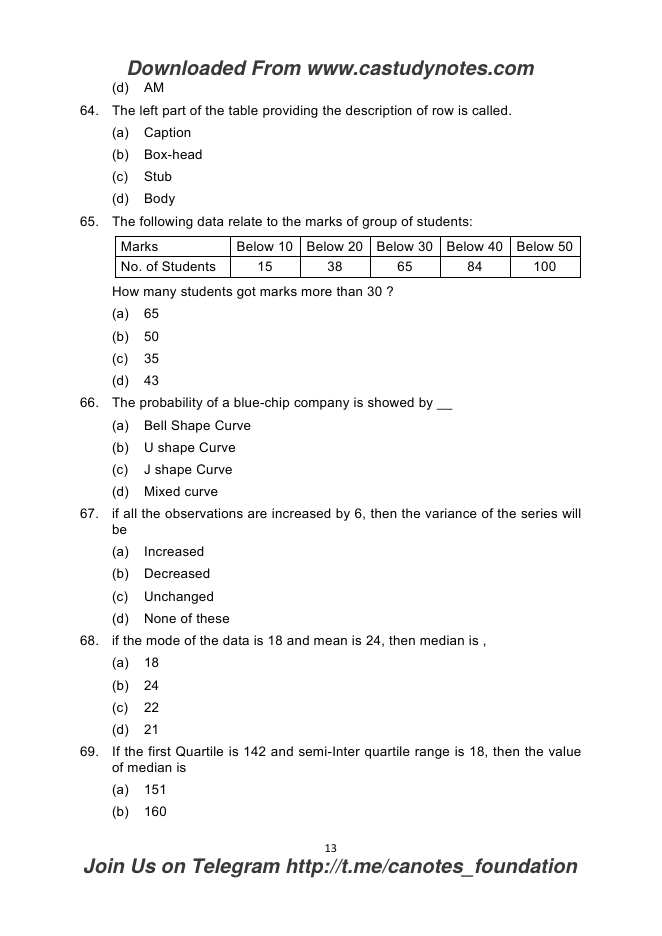 Downloaded From www.castudynotes.com
(d) AM
64. The left part of the table providing the description of row is called.
(a) Caption
(b) Box-head
(c) Stub
(d) Body
65. The following data relate to the marks of group of students:
Marks Below 10 Below 20 Below 30 Below 40 Below 50
No. of Students 15 38 65 84 100
How many students got marks more than 30 ?
(a) 65
(b) 50
(c) 35
(d) 43
66. The probability of a blue-chip company is showed by __
(a) Bell Shape Curve
(b) U shape Curve
(c) J shape Curve
(d) Mixed curve
67. if all the observations are increased by 6, then the variance of the series will
be
(a) Increased
(b) Decreased
(c) Unchanged
(d) None of these
68. if the mode of the data is 18 and mean is 24, then median is ,
(a) 18
(b) 24
(c) 22
(d) 21
69. If the first Quartile is 142 and semi-Inter quartile range is 18, then the value
of median is
(a) 151
(b) 160
13
Join Us on Telegram http://t.me/canotes_foundation